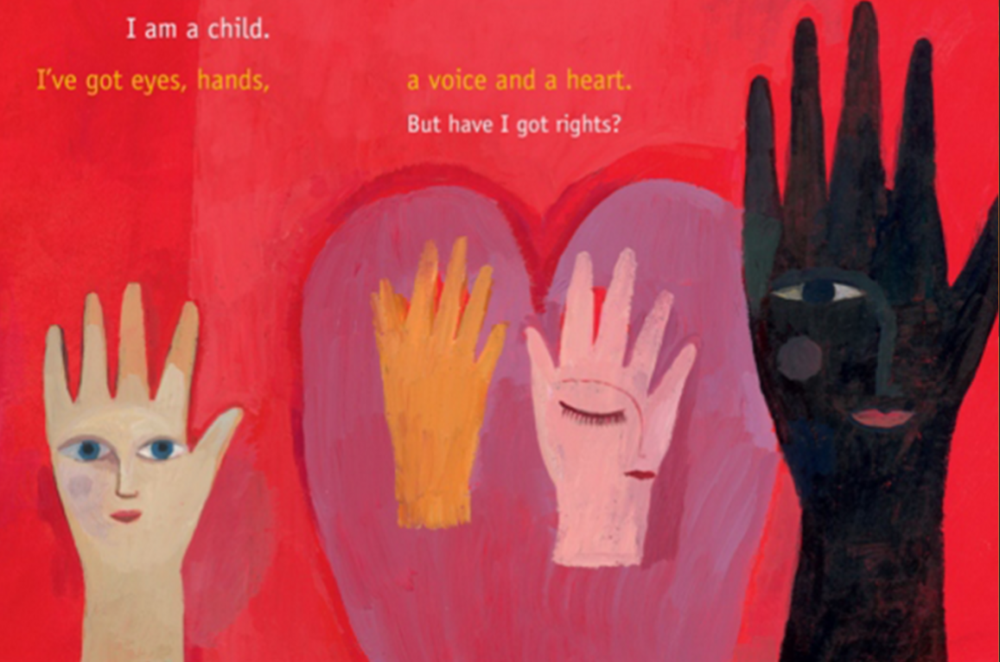 I am a child.
I've got eyes, hands,
a voice and a heart.
But have I got rights?